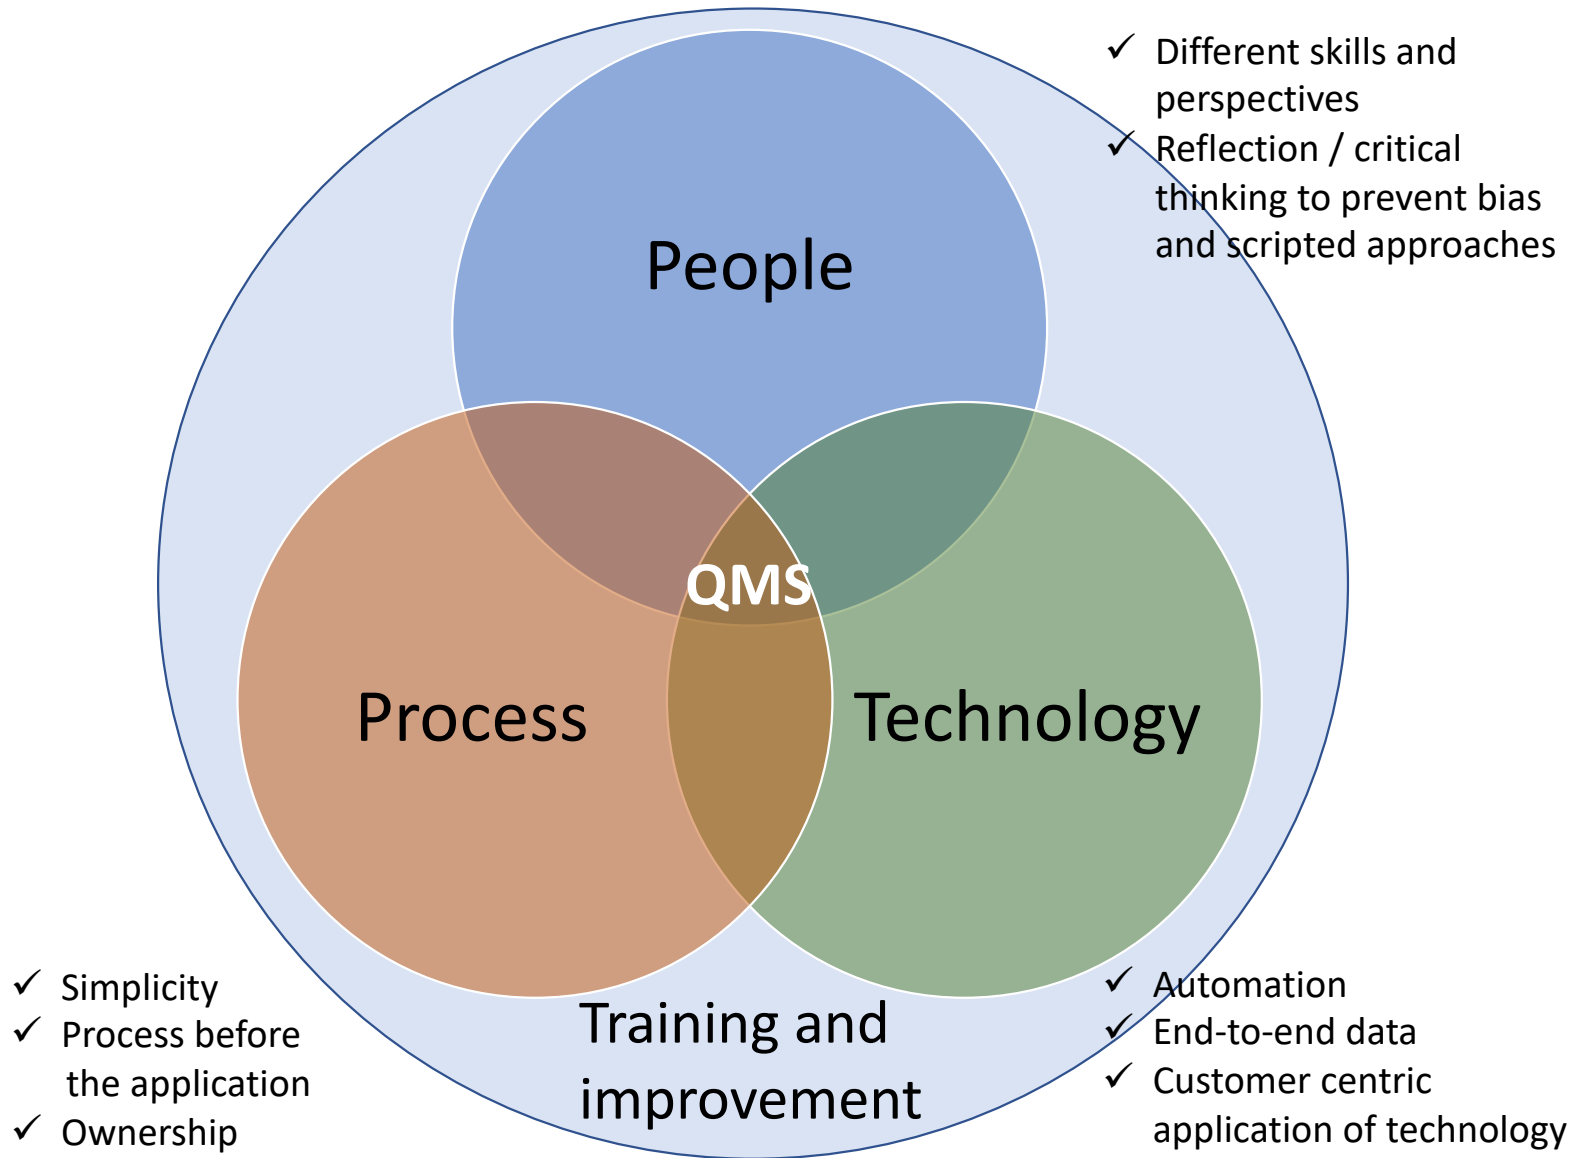 ✓ Different skills and
perspectives
✓ Reflection / critical
thinking to prevent bias
and scripted approaches
People
QMS
Process
Technology
✓ Simplicity
✓ Process before
the application
✓ Ownership
Training and
improvement
✓ Automation
✓ End-to-end data
✓ Customer centric
application of technology